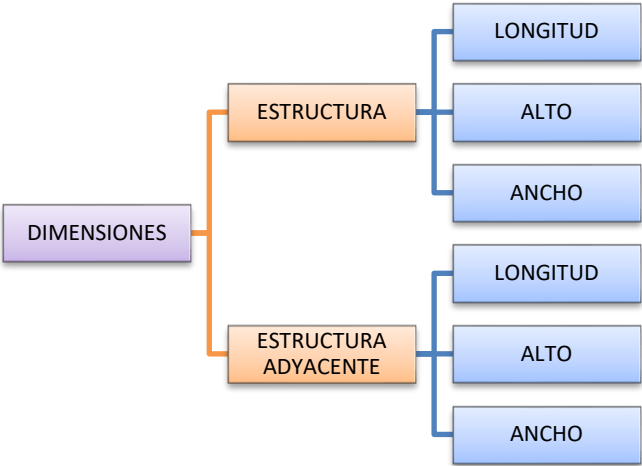 DIMENSIONES
ESTRUCTURA
LONGITUD
ALTO
ANCHO
ESTRUCTURA
ADYACENTE
LONGITUD
ALTO
ANCHO